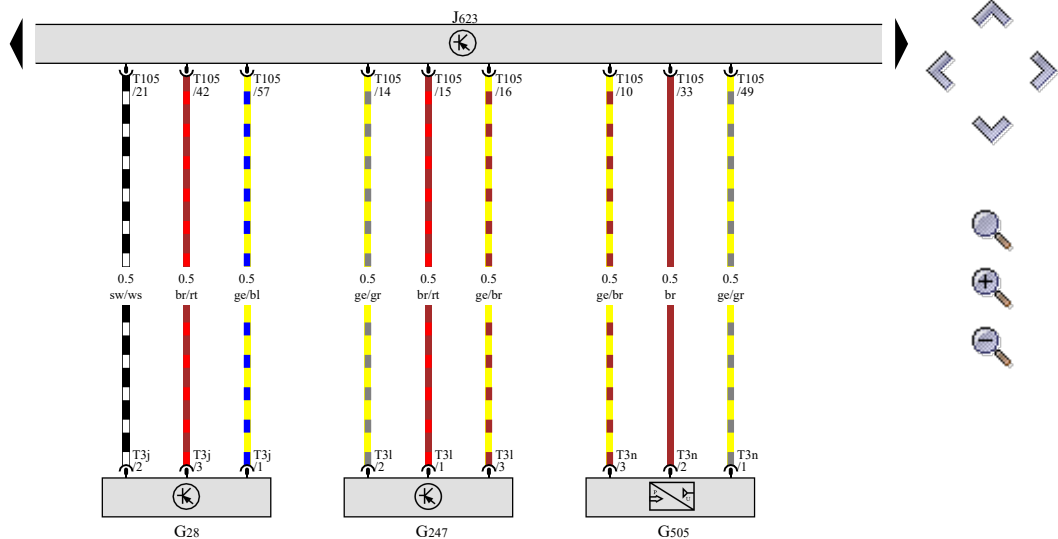 J623
T105 T105 T105 T105 T105 T105 T105 T105 T105
/21 /42 /57 /14 /15 /16 /10 /33 /49
0.5 0.5 0.5 0.5 0.5 0.5 0.5 0.5 0.5
sw/ws br/rt ge/bl ge/gr br/rt ge/br ge/br br ge/gr
T3j T3j T3j T3l T3l T3l T3n T3n T3n
/2 /3 /1 /2 /1 /3 /3 /2 /1
P U
G28 G247 G505